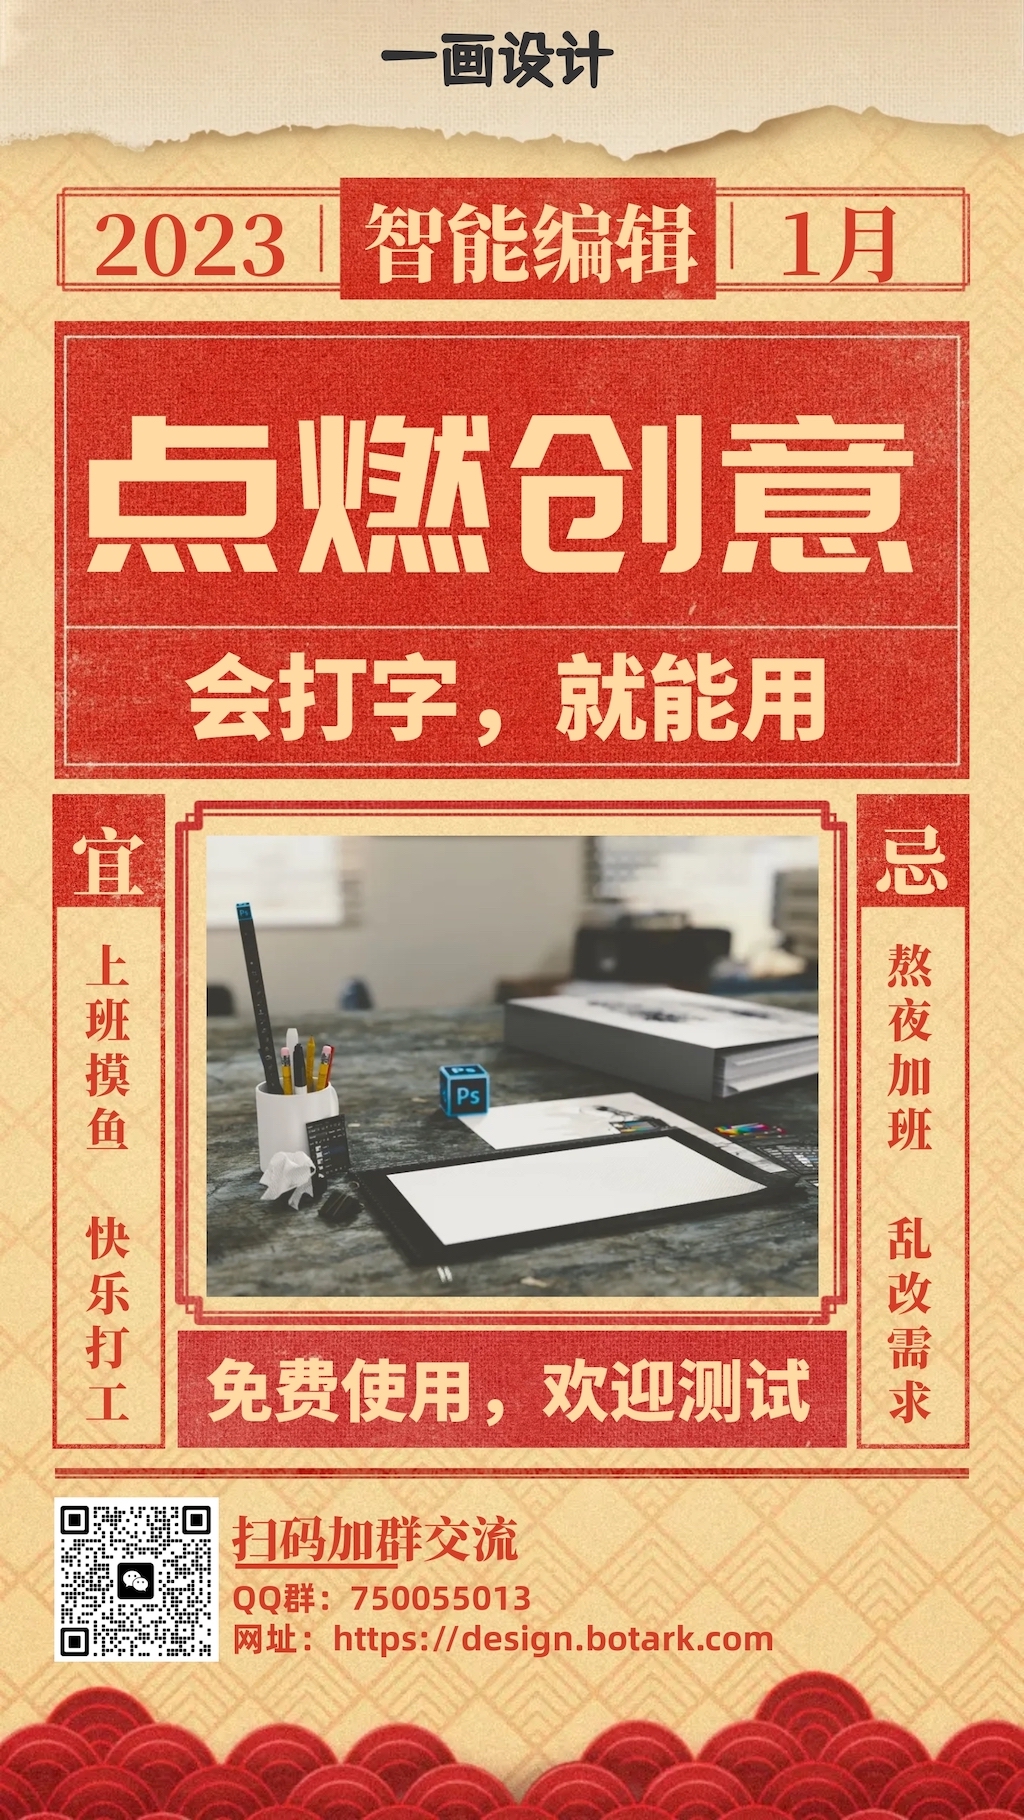 一画设计
2023
智能编辑
1月
点燃创意
会打字，就能用
宜
上班摸鱼 快乐打工
忌
熬夜加班 乱改需求
Ps
Ps
Ps
免费使用，欢迎测试
扫码加群交流
QQ群：750055013
网址：https://design.botark.com